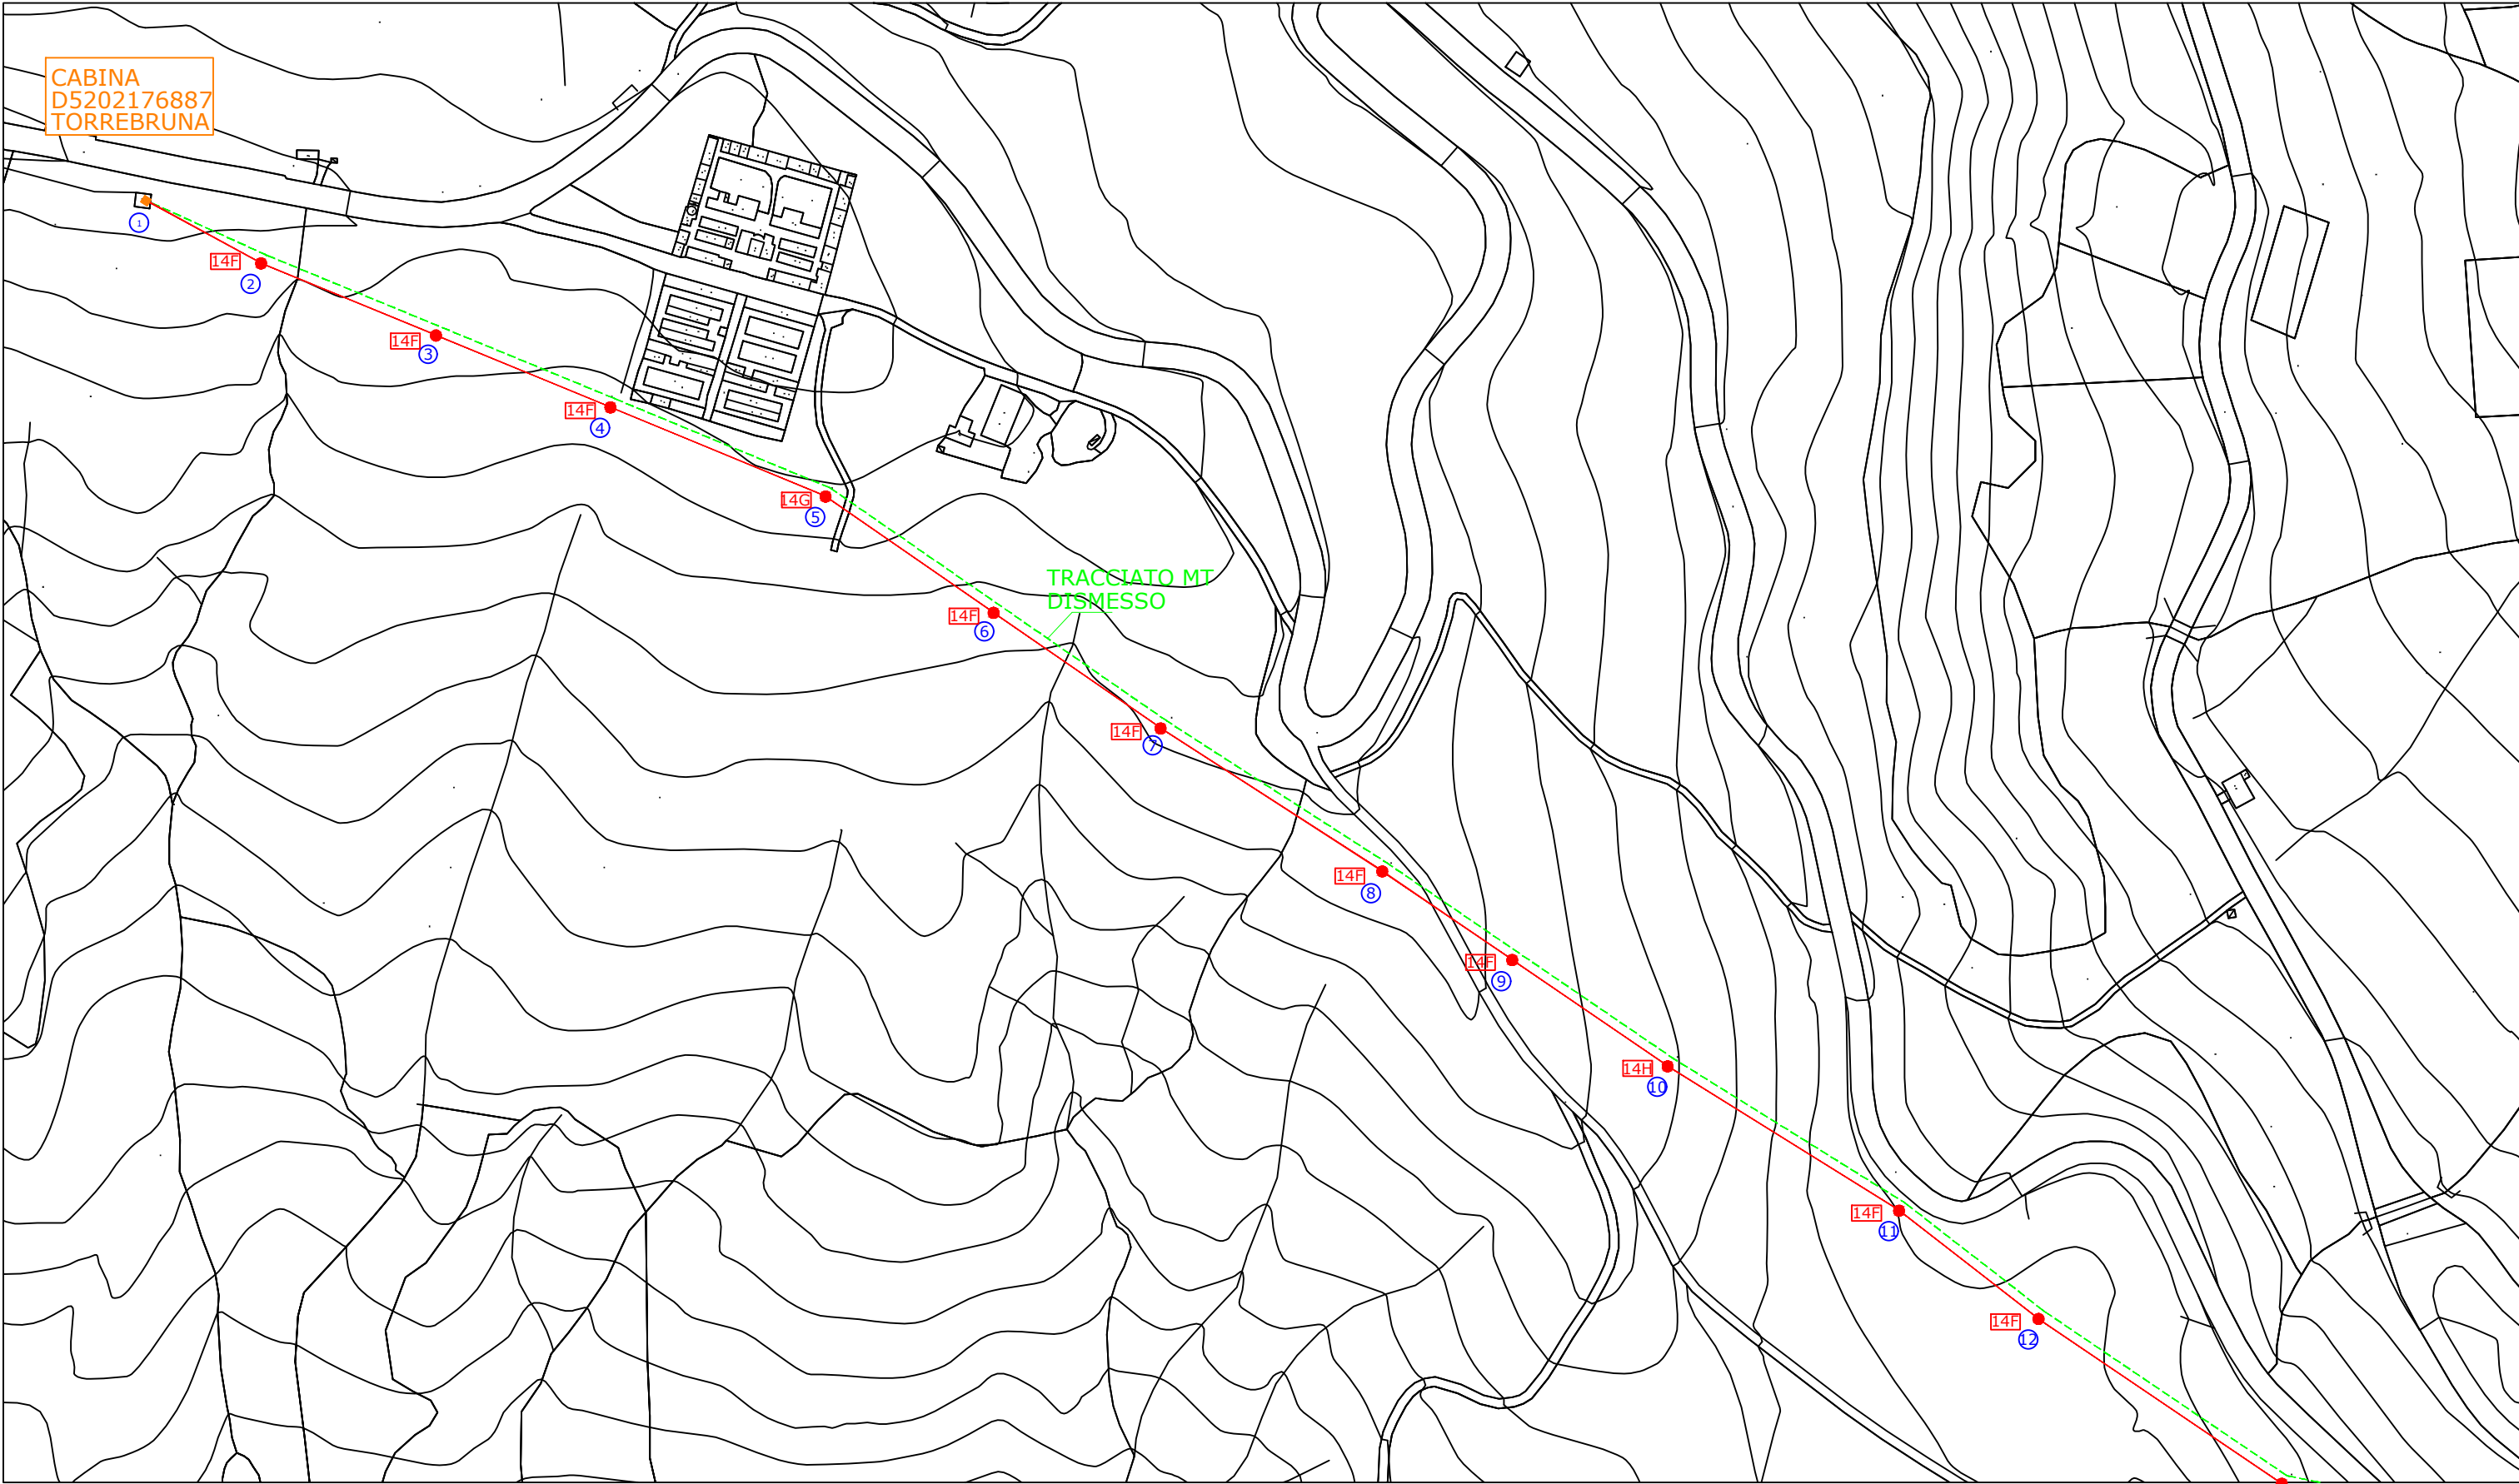 CABINA
D5202176887
TORREBRUNA
1
14F
2
14F
3
14F
4
14G
5
TRACCIATO MT
DISMESSO
14F
6
14F
7
14F
8
14F
9
14H
10
14F
11
14F
12